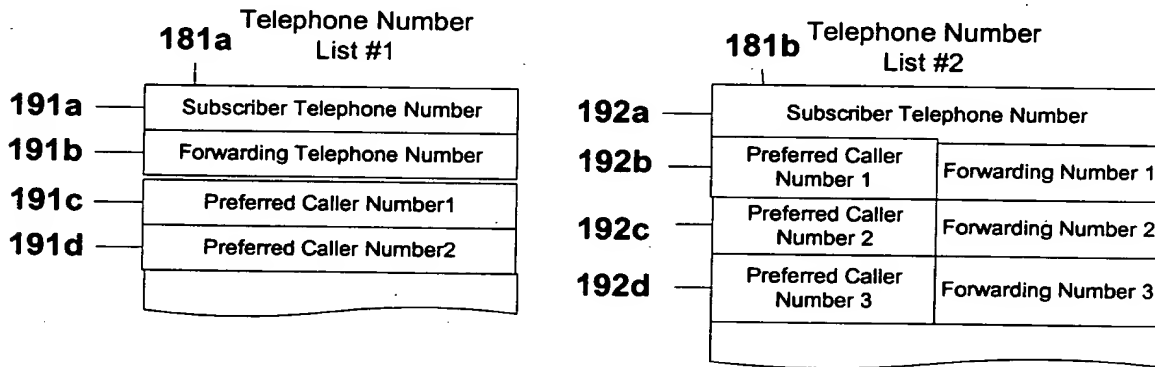 Telephone Number
List #1
181a
191a
Subscriber Telephone Number
191b
Forwarding Telephone Number
191c
Preferred Caller Number1
191d
Preferred Caller Number2
Telephone Number
List #2
181b
192a
Subscriber Telephone Number
192b
Preferred Caller
Number 1
Forwarding Number 1
192c
Preferred Caller
Number 2
Forwarding Number 2
192d
Preferred Caller
Number 3
Forwarding Number 3